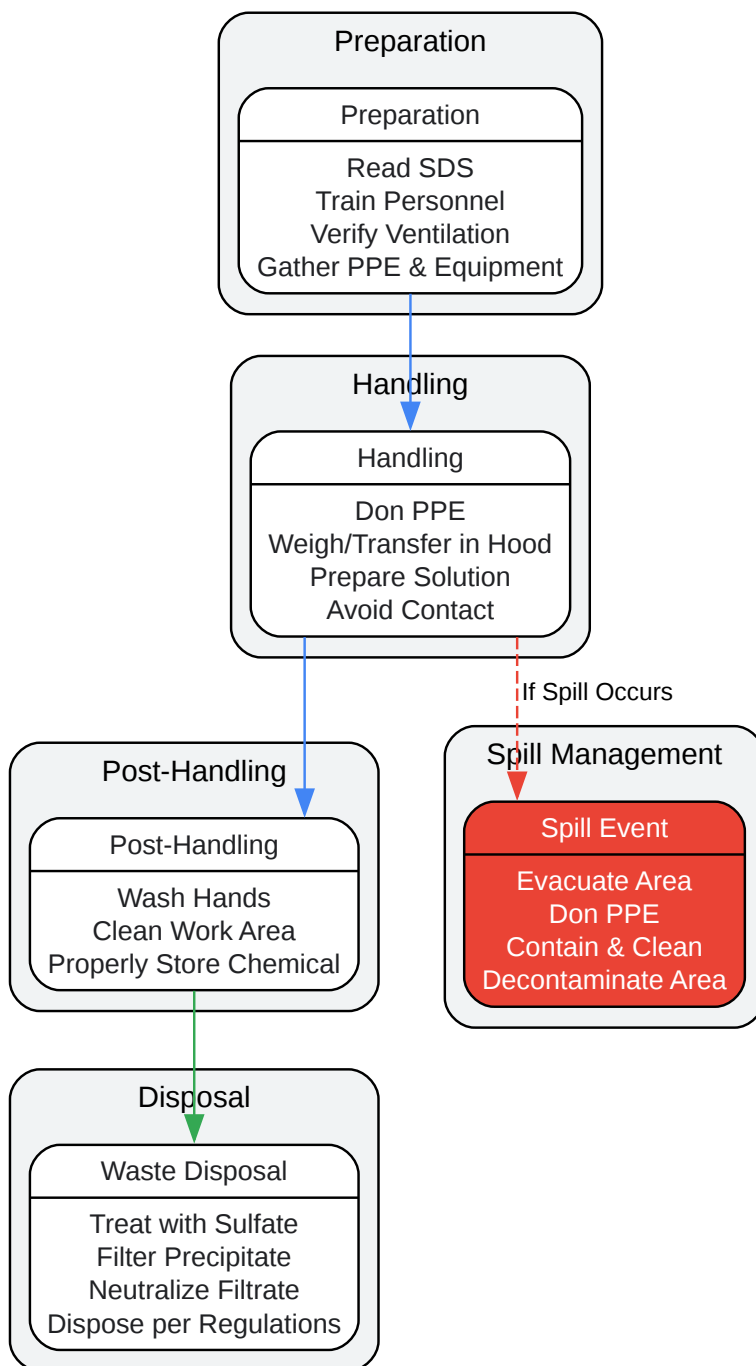 Preparation
Preparation
Read SDS
Train Personnel
Verify Ventilation
Gather PPE & Equipment
Handling
Handling
Don PPE
Weigh/Transfer in Hood
Prepare Solution
Avoid Contact
If Spill Occurs
Post-Handling
Post-Handling
Wash Hands
Clean Work Area
Properly Store Chemical
Spill Management
Spill Event
Evacuate Area
Don PPE
Contain & Clean
Decontaminate Area
Disposal
Waste Disposal
Treat with Sulfate
Filter Precipitate
Neutralize Filtrate
Dispose per Regulations